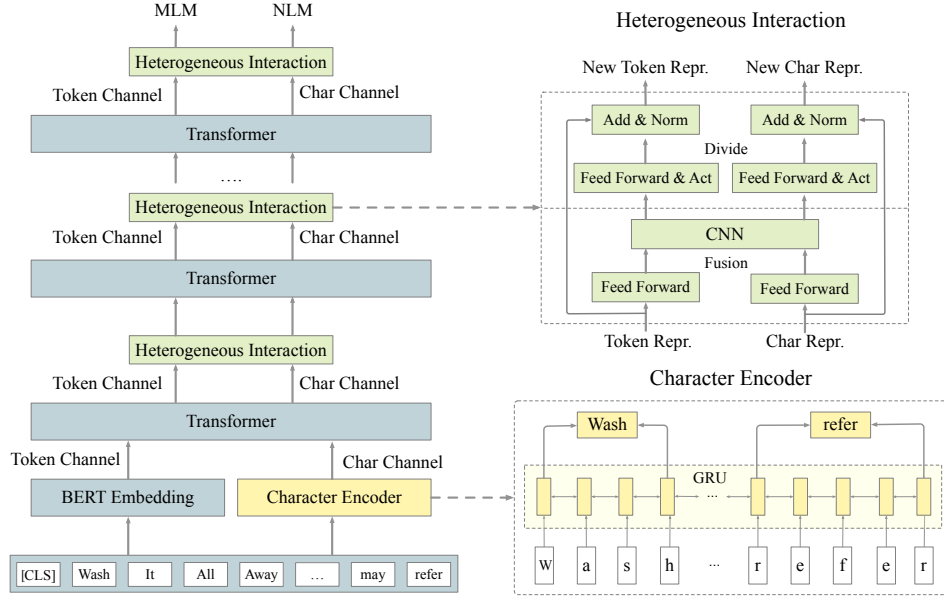 MLM NLM
Heterogeneous Interaction
Token Channel Char Channel
Transformer
....
Heterogeneous Interaction
Token Channel Char Channel
Transformer
Heterogeneous Interaction
Token Channel Char Channel
Transformer
Token Channel Char Channel
BERT Embedding Character Encoder
[CLS] Wash It All Away ... may refer
Heterogeneous Interaction
New Token Repr. New Char Repr.
Add & Norm Add & Norm
Divide
Feed Forward & Act Feed Forward & Act
CNN
Fusion
Feed Forward Feed Forward
Token Repr. Char Repr.
Character Encoder
Wash refer
GRU
...
W a s h ... r e f e r